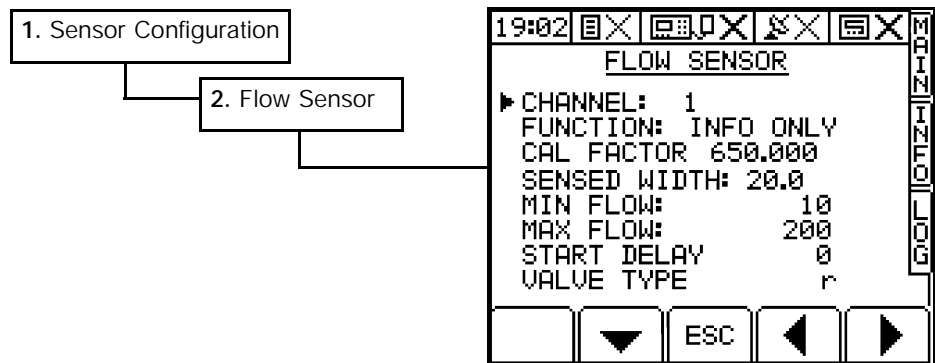 1. Sensor Configuration
2. Flow Sensor
19:02
FLOW SENSOR
CHANNEL: 1
FUNCTION: INFO ONLY
CAL FACTOR 650.000
SENSED WIDTH: 20.0
MIN FLOW: 10
MAX FLOW: 200
START DELAY 0
VALVE TYPE r
MAIN
INFO
LOG
ESC